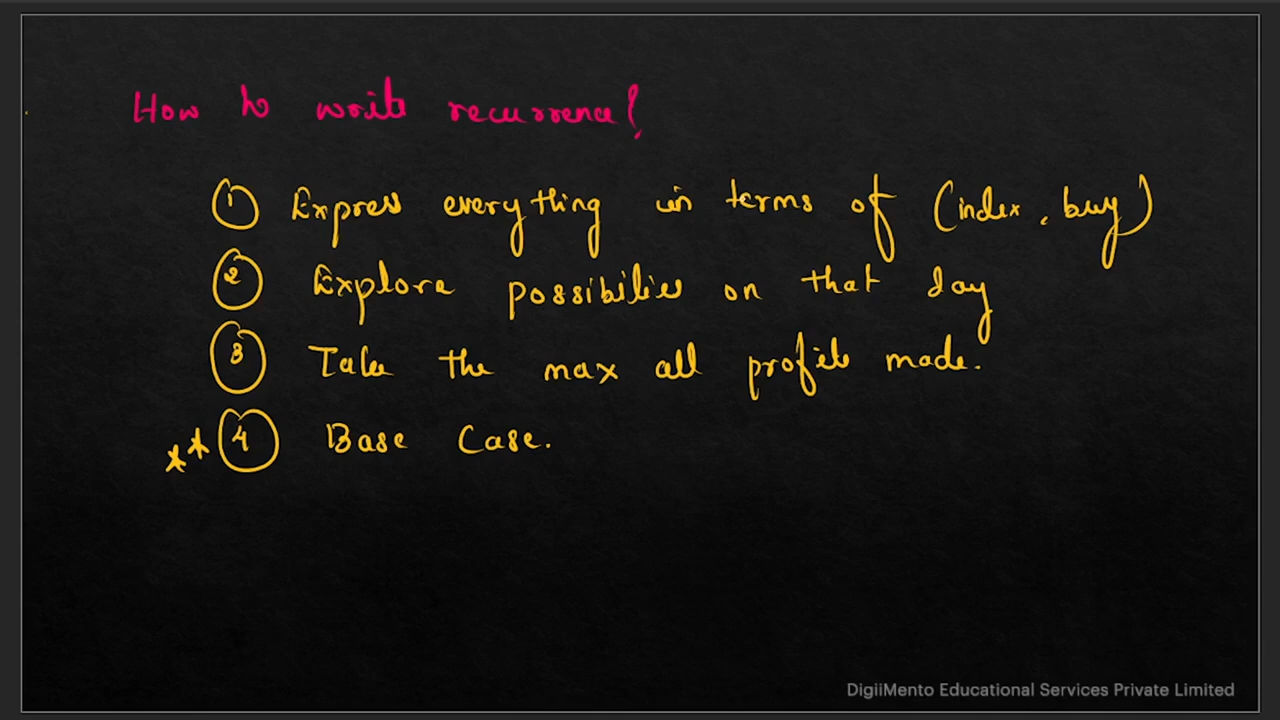 How to write recurrence?
① Express everything in terms of (index, buy)
② Explore possibilities on that day
③ Take the max all profits made.
** ④ Base Case.
DigiiMento Educational Services Private Limited